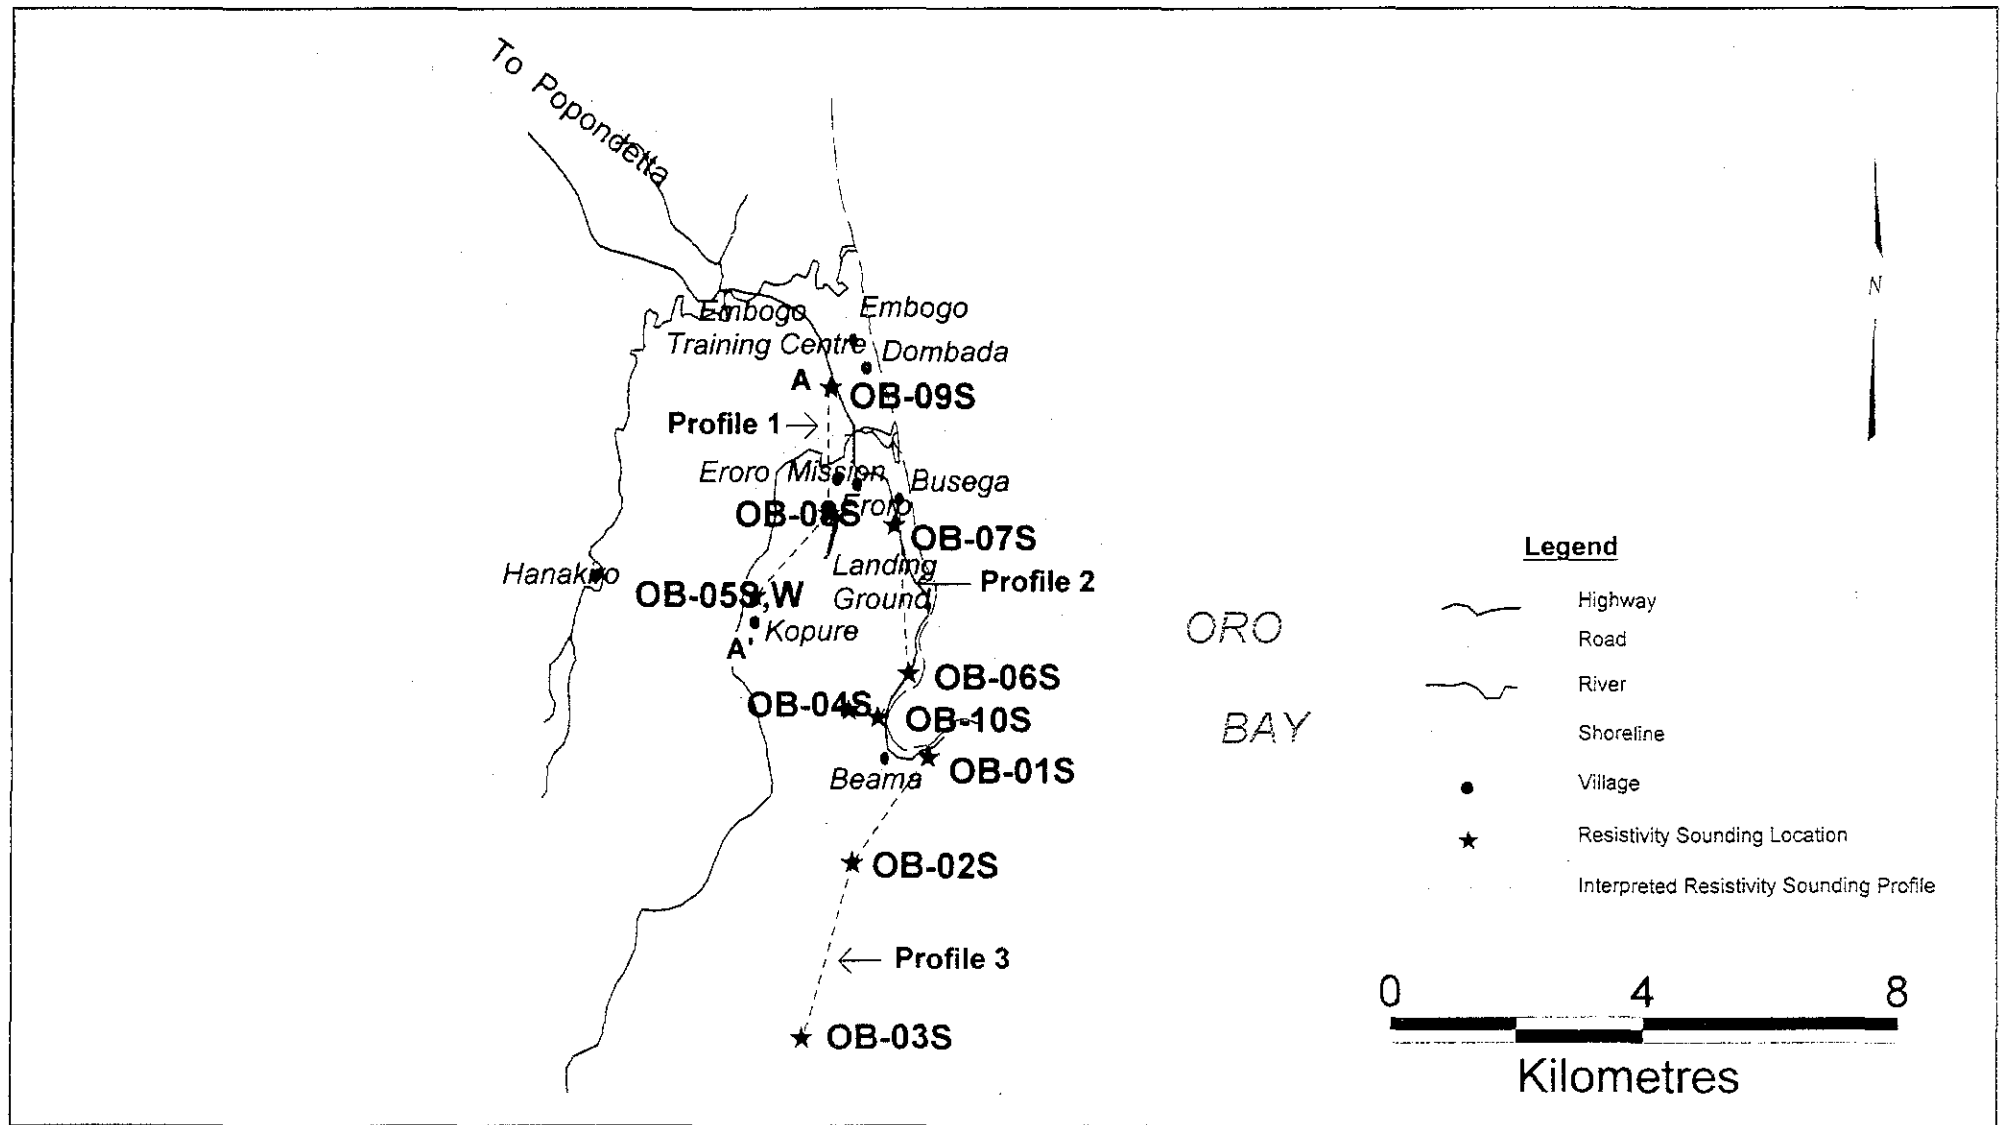 To Popondetta
N
Embogo
Training Centre
Embogo
Dombada
A
OB-09S
Profile 1
Eroro Mission
Busega
Eroro
OB-07S
Landing
Ground
Profile 2
Hanakiro
OB-05S,W
Kopure
A'
ORO
BAY
OB-06S
OB-04S
OB-10S
OB-01S
Beama
OB-02S
Profile 3
OB-03S
Legend
Highway
Road
River
Shoreline
Village
Resistivity Sounding Location
Interpreted Resistivity Sounding Profile
0 4 8
Kilometres